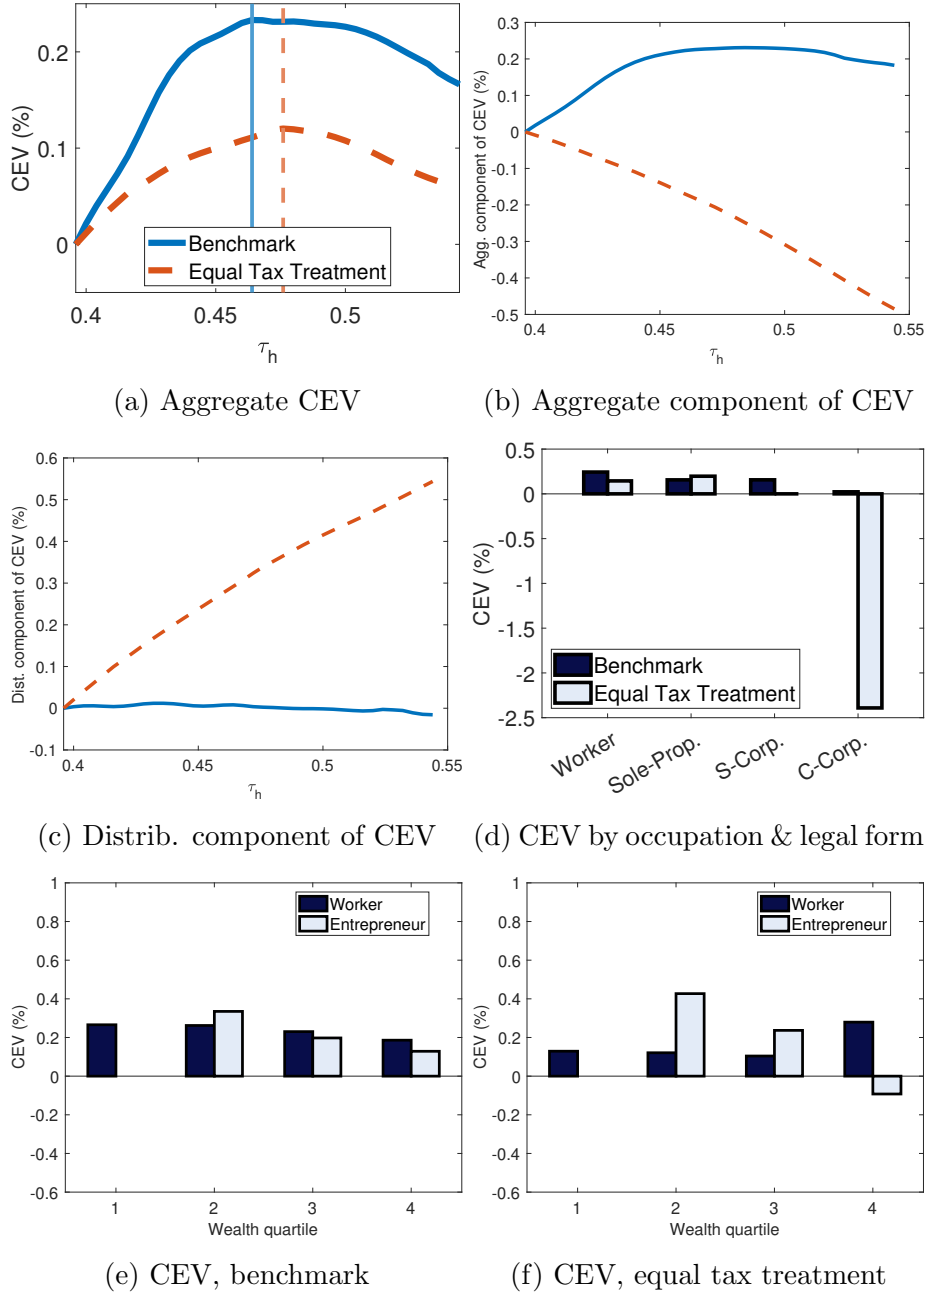 CEV (%)
0.2
0.1
0
Benchmark
Equal Tax Treatment
0.4
0.45
0.5
τh
(a) Aggregate CEV
Agg. component of CEV (%)
0.3
0.2
0.1
0
-0.1
-0.2
-0.3
-0.4
-0.5
0.4
0.45
0.5
0.55
τh
(b) Aggregate component of CEV
Dist. component of CEV (%)
0.6
0.5
0.4
0.3
0.2
0.1
0
-0.1
0.4
0.45
0.5
0.55
τh
(c) Distrib. component of CEV
CEV (%)
0.5
0
-0.5
-1
-1.5
-2
-2.5
Benchmark
Equal Tax Treatment
Worker
Sole-Prop.
S-Corp.
C-Corp.
(d) CEV by occupation & legal form
CEV (%)
1
0.8
0.6
0.4
0.2
0
-0.2
-0.4
-0.6
Worker
Entrepreneur
1
2
3
4
Wealth quartile
(e) CEV, benchmark
CEV (%)
1
0.8
0.6
0.4
0.2
0
-0.2
-0.4
-0.6
Worker
Entrepreneur
1
2
3
4
Wealth quartile
(f) CEV, equal tax treatment